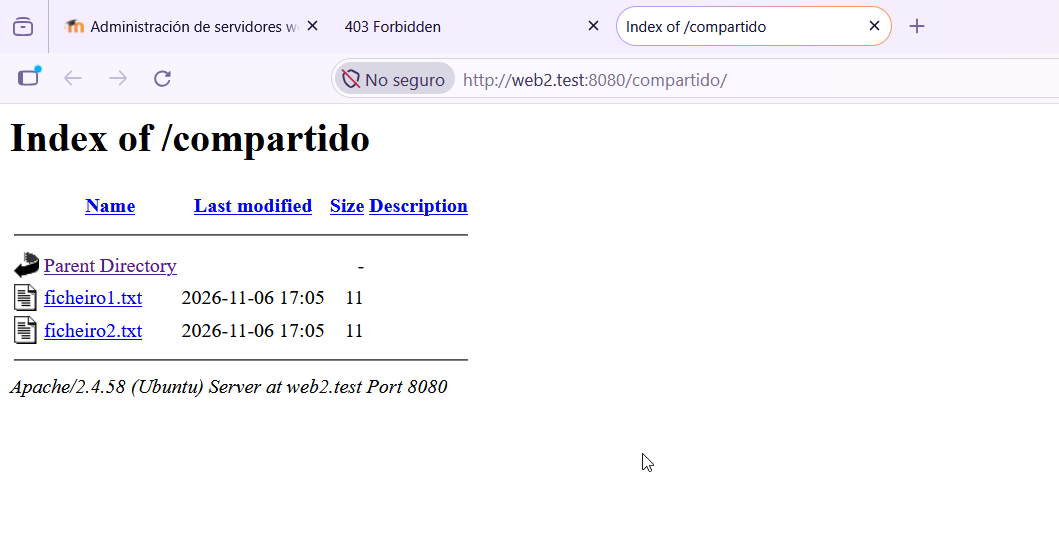 Administración de servidores w
403 Forbidden
Index of /compartido
No seguro
http://web2.test:8080/compartido/
Index of /compartido
Name Last modified Size Description
Parent Directory -
ficheiro1.txt 2026-11-06 17:05 11
ficheiro2.txt 2026-11-06 17:05 11
Apache/2.4.58 (Ubuntu) Server at web2.test Port 8080